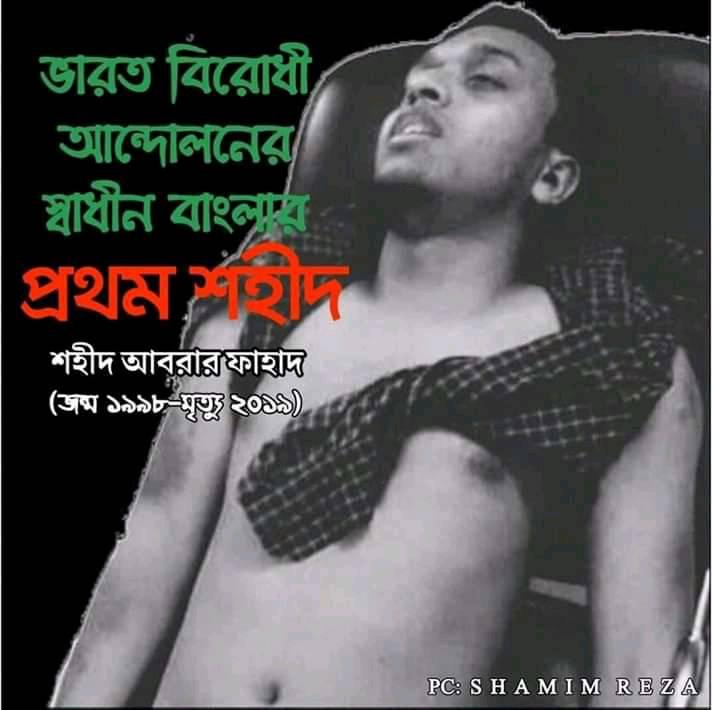 ভারত বিরোধী
আন্দোলনের
স্বাধীন বাংলার
প্রথম শহীদ
শহীদ আবরার ফাহাদ
(জন্ম ১৯৯৮-মৃত্যু ২০১৯)
PC: SHAMIM REZA